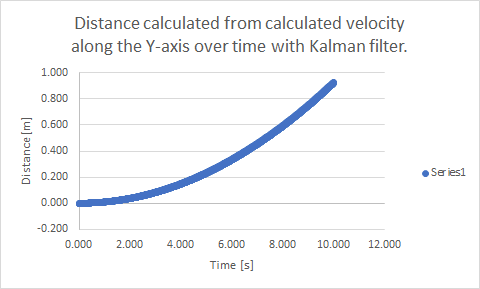 Distance calculated from calculated velocity
along the Y-axis over time with Kalman filter.
1.000
0.800
0.600
0.400
0.200
0.000
-0.200
Distance [m]
0.000 2.000 4.000 6.000 8.000 10.000 12.000
Time [s]
Series1